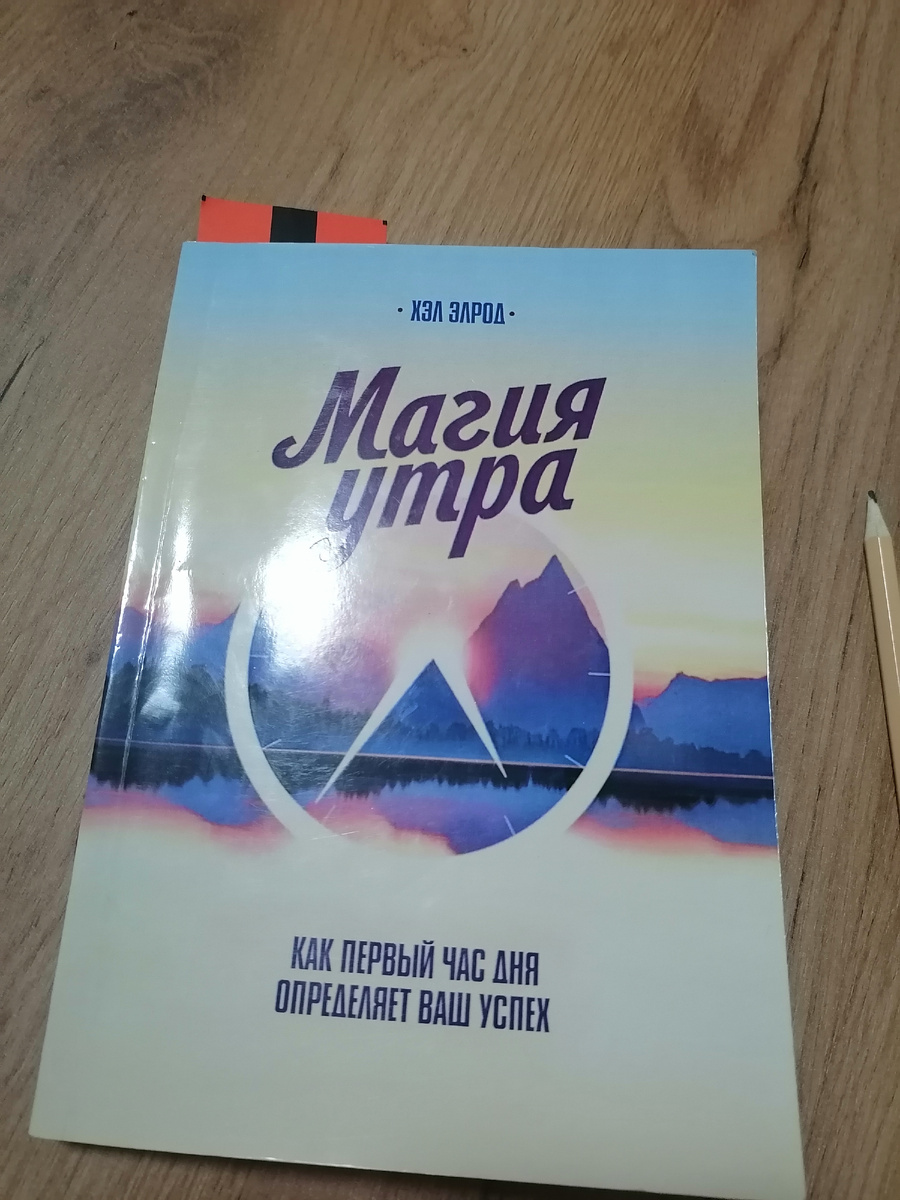 · ХЭЛ ЭЛРОД ·
Магия
утра
КАК ПЕРВЫЙ ЧАС ДНЯ
ОПРЕДЕЛЯЕТ ВАШ УСПЕХ